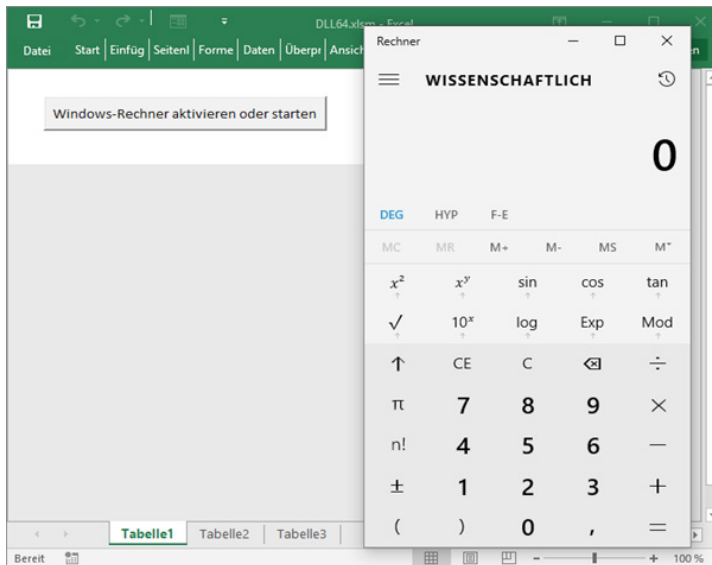 DLL64.xlsm - Excel
Datei Start Einfüg Seitenl Forme Daten Überpr Ansich
Windows-Rechner aktivieren oder starten
Rechner
WISSENSCHAFTLICH
0
DEG HYP F-E
MC MR M+ M- MS M˅
x² xʸ sin cos tan
√ 10ˣ log Exp Mod
↑ CE C ⌫ ÷
π 7 8 9 ×
n! 4 5 6 −
± 1 2 3 +
( ) 0 , =
Tabelle1 Tabelle2 Tabelle3
Bereit - + 100 %